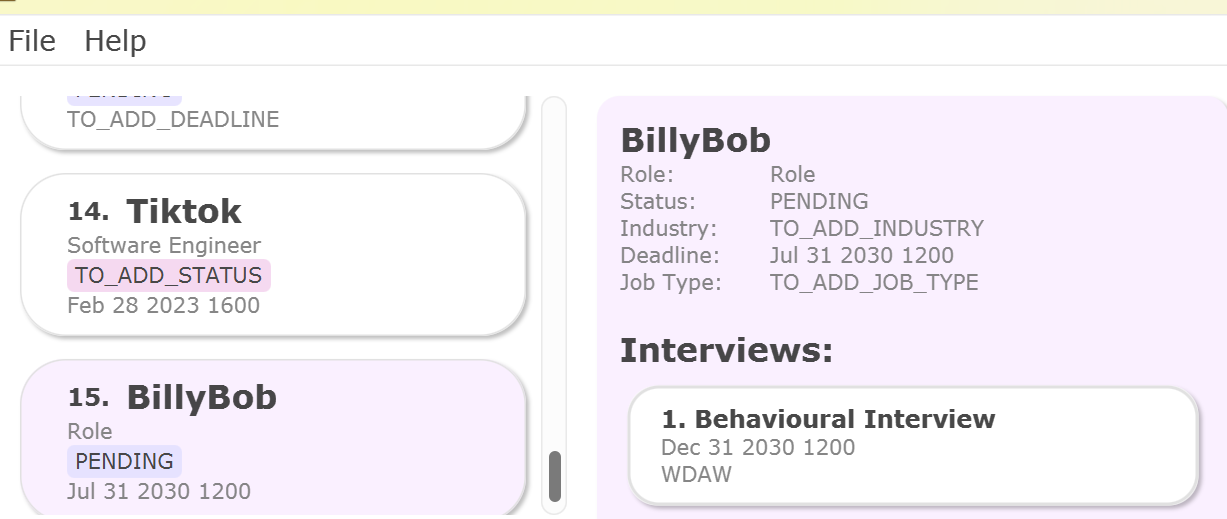 File Help
TO_ADD_DEADLINE
14. Tiktok
Software Engineer
TO_ADD_STATUS
Feb 28 2023 1600
15. BillyBob
Role
PENDING
Jul 31 2030 1200
BillyBob
Role: Role
Status: PENDING
Industry: TO_ADD_INDUSTRY
Deadline: Jul 31 2030 1200
Job Type: TO_ADD_JOB_TYPE
Interviews:
1. Behavioural Interview
Dec 31 2030 1200
WDAW